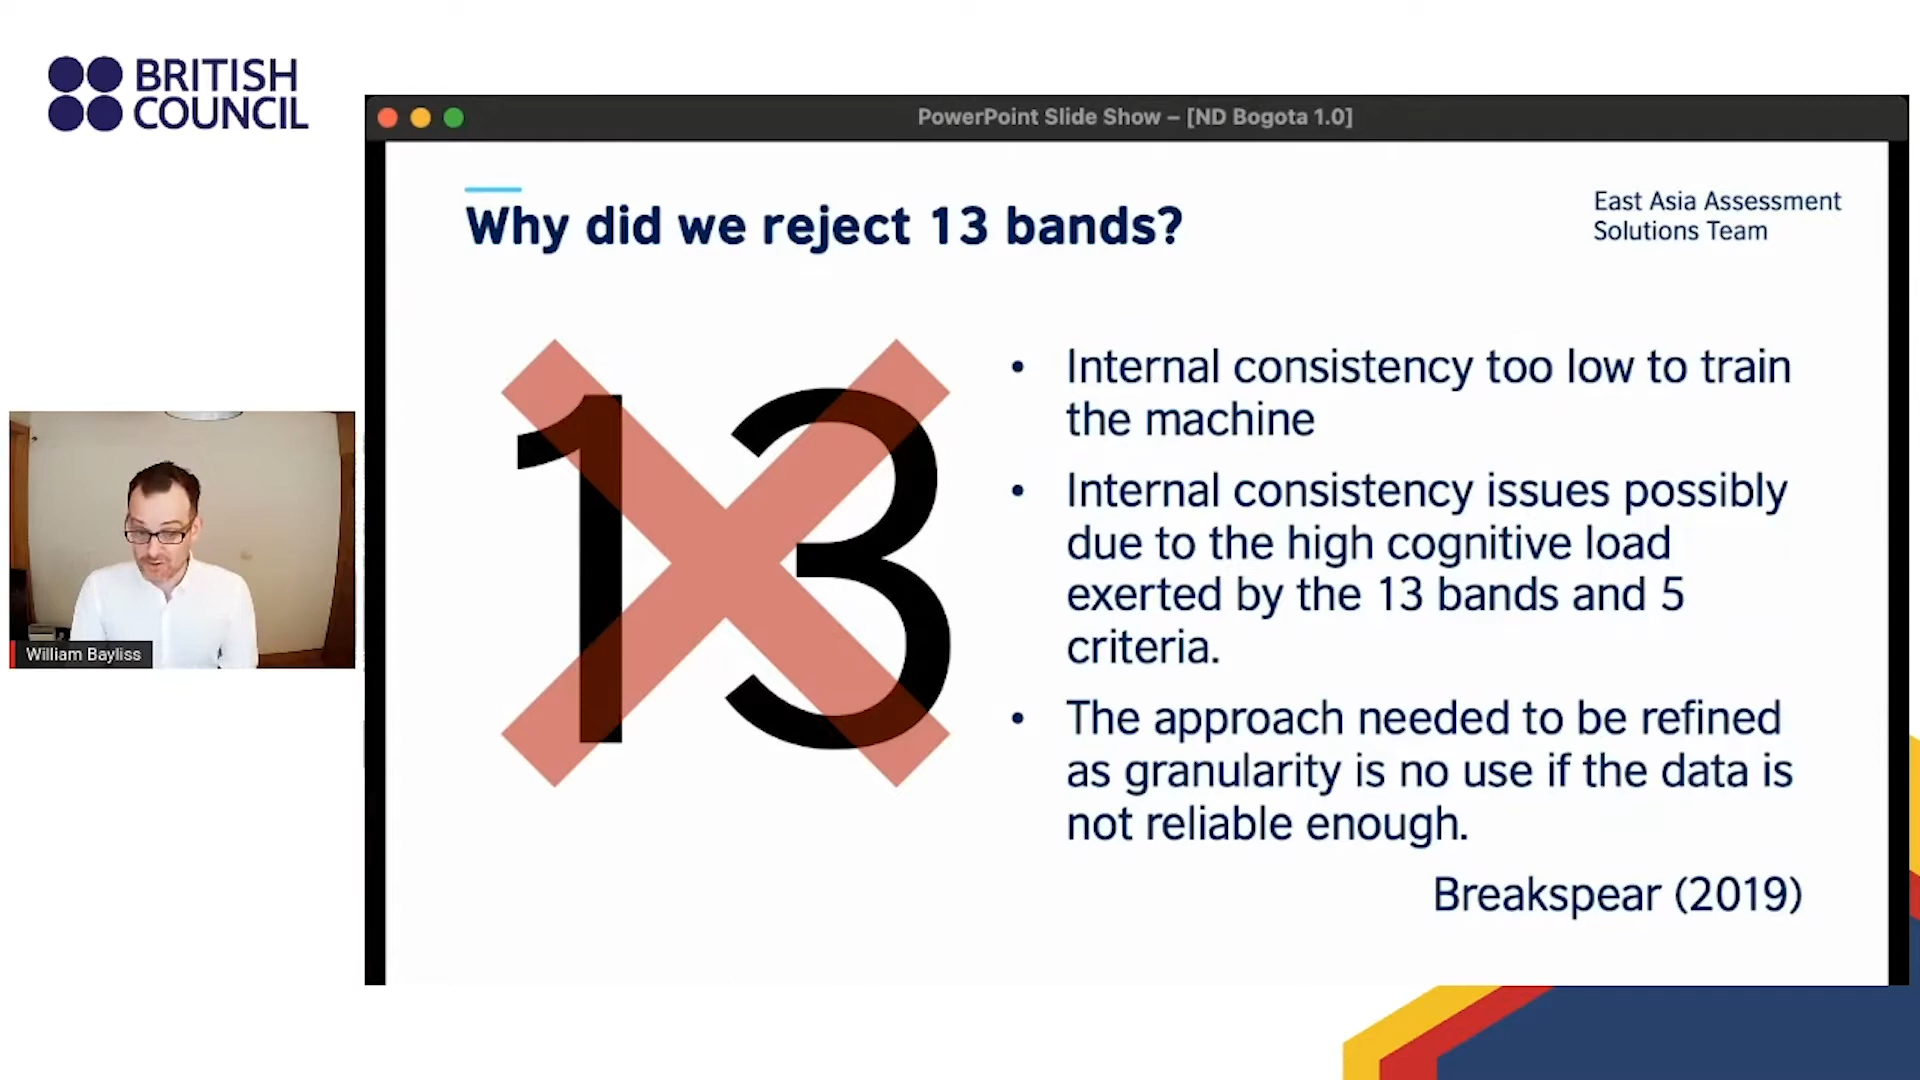 BRITISH
COUNCIL
PowerPoint Slide Show – [ND Bogota 1.0]
Why did we reject 13 bands?
East Asia Assessment
Solutions Team
13
• Internal consistency too low to train
the machine
• Internal consistency issues possibly
due to the high cognitive load
exerted by the 13 bands and 5
criteria.
• The approach needed to be refined
as granularity is no use if the data is
not reliable enough.
Breakspear (2019)
William Bayliss